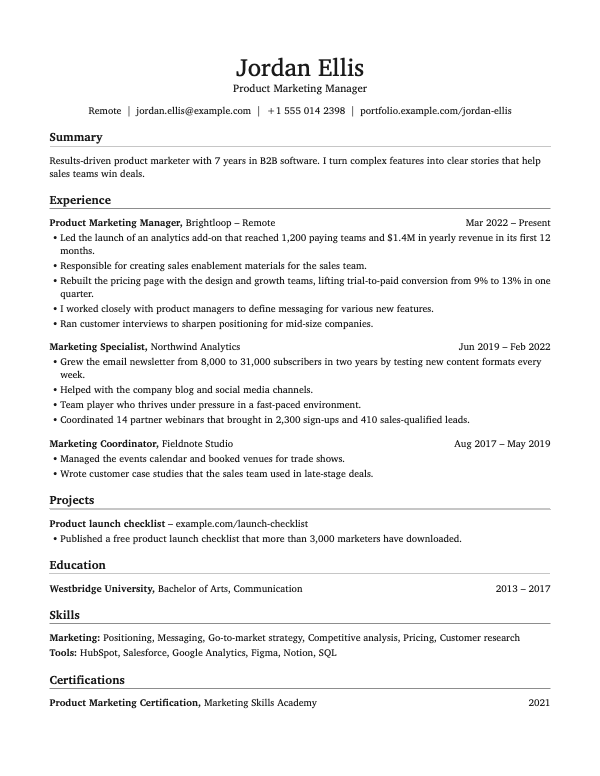 Jordan Ellis
Product Marketing Manager
Remote | jordan.ellis@example.com | +1 555 014 2398 | portfolio.example.com/jordan-ellis
Summary
Results-driven product marketer with 7 years in B2B software. I turn complex features into clear stories that help
sales teams win deals.
Experience
Product Marketing Manager, Brightloop – Remote Mar 2022 – Present
• Led the launch of an analytics add-on that reached 1,200 paying teams and $1.4M in yearly revenue in its first 12
months.
• Responsible for creating sales enablement materials for the sales team.
• Rebuilt the pricing page with the design and growth teams, lifting trial-to-paid conversion from 9% to 13% in one
quarter.
• I worked closely with product managers to define messaging for various new features.
• Ran customer interviews to sharpen positioning for mid-size companies.
Marketing Specialist, Northwind Analytics Jun 2019 – Feb 2022
• Grew the email newsletter from 8,000 to 31,000 subscribers in two years by testing new content formats every
week.
• Helped with the company blog and social media channels.
• Team player who thrives under pressure in a fast-paced environment.
• Coordinated 14 partner webinars that brought in 2,300 sign-ups and 410 sales-qualified leads.
Marketing Coordinator, Fieldnote Studio Aug 2017 – May 2019
• Managed the events calendar and booked venues for trade shows.
• Wrote customer case studies that the sales team used in late-stage deals.
Projects
Product launch checklist – example.com/launch-checklist
• Published a free product launch checklist that more than 3,000 marketers have downloaded.
Education
Westbridge University, Bachelor of Arts, Communication 2013 – 2017
Skills
Marketing: Positioning, Messaging, Go-to-market strategy, Competitive analysis, Pricing, Customer research
Tools: HubSpot, Salesforce, Google Analytics, Figma, Notion, SQL
Certifications
Product Marketing Certification, Marketing Skills Academy 2021